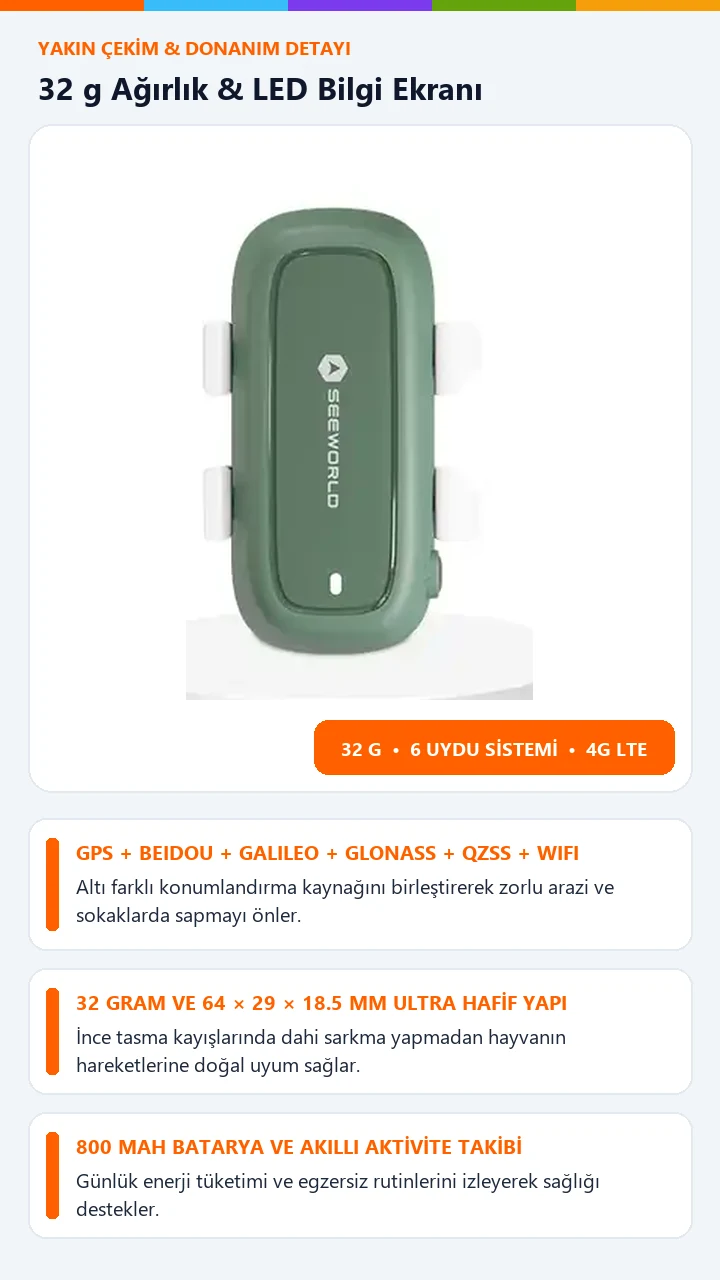 YAKIN ÇEKİM & DONANIM DETAYI
32 g Ağırlık & LED Bilgi Ekranı
SEEWORLD
32 G • 6 UYDU SİSTEMİ • 4G LTE
GPS + BEIDOU + GALILEO + GLONASS + QZSS + WIFI
Altı farklı konumlandırma kaynağını birleştirerek zorlu arazi ve
sokaklarda sapmayı önler.
32 GRAM VE 64 × 29 × 18.5 MM ULTRA HAFİF YAPI
İnce tasma kayışlarında dahi sarkma yapmadan hayvanın
hareketlerine doğal uyum sağlar.
800 MAH BATARYA VE AKILLI AKTİVİTE TAKİBİ
Günlük enerji tüketimi ve egzersiz rutinlerini izleyerek sağlığı
destekler.